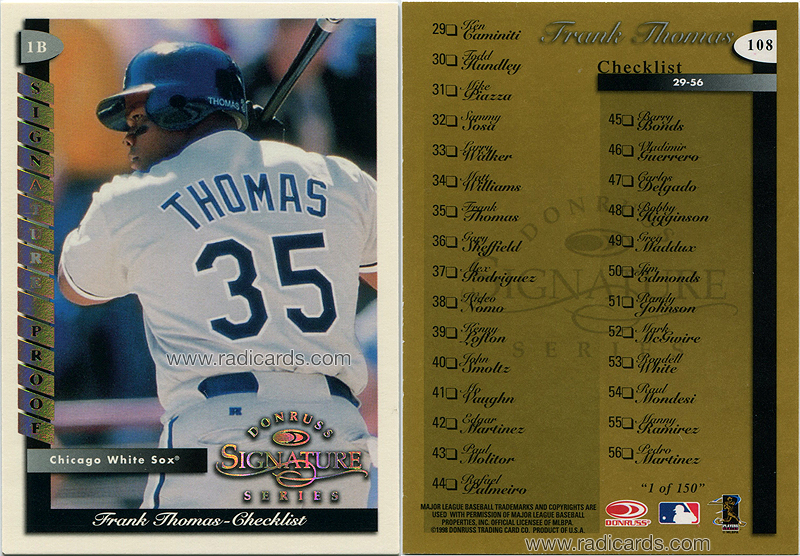 1B
SIGNATURE PROOF
THOMAS 35
THOMAS
35
www.radicards.com
R
DONRUSS
SIGNATURE
SERIES
Chicago White Sox®
Frank Thomas-Checklist
Frank Thomas
108
Checklist
29-56
www.radicards.com
29 Ken Caminiti
30 Todd Hundley
31 Mike Piazza
32 Sammy Sosa
33 Larry Walker
34 Matt Williams
35 Frank Thomas
36 Gary Sheffield
37 Alex Rodriguez
38 Hideo Nomo
39 Kenny Lofton
40 John Smoltz
41 Mo Vaughn
42 Edgar Martinez
43 Paul Molitor
44 Rafael Palmeiro
45 Barry Bonds
46 Vladimir Guerrero
47 Carlos Delgado
48 Bobby Higginson
49 Greg Maddux
50 Jim Edmonds
51 Randy Johnson
52 Mark McGwire
53 Rondell White
54 Raul Mondesi
55 Manny Ramirez
56 Pedro Martinez
DONRUSS
SIGNATURE
SERIES
"1 of 150"
MAJOR LEAGUE BASEBALL TRADEMARKS AND COPYRIGHTS ARE
USED WITH PERMISSION OF MAJOR LEAGUE BASEBALL
PROPERTIES, INC. OFFICIAL LICENSEE OF MLBPA.
©1998 DONRUSS TRADING CARD CO. PRODUCT OF U.S.A.
DONRUSS
PLAYERS
www.radicards.com